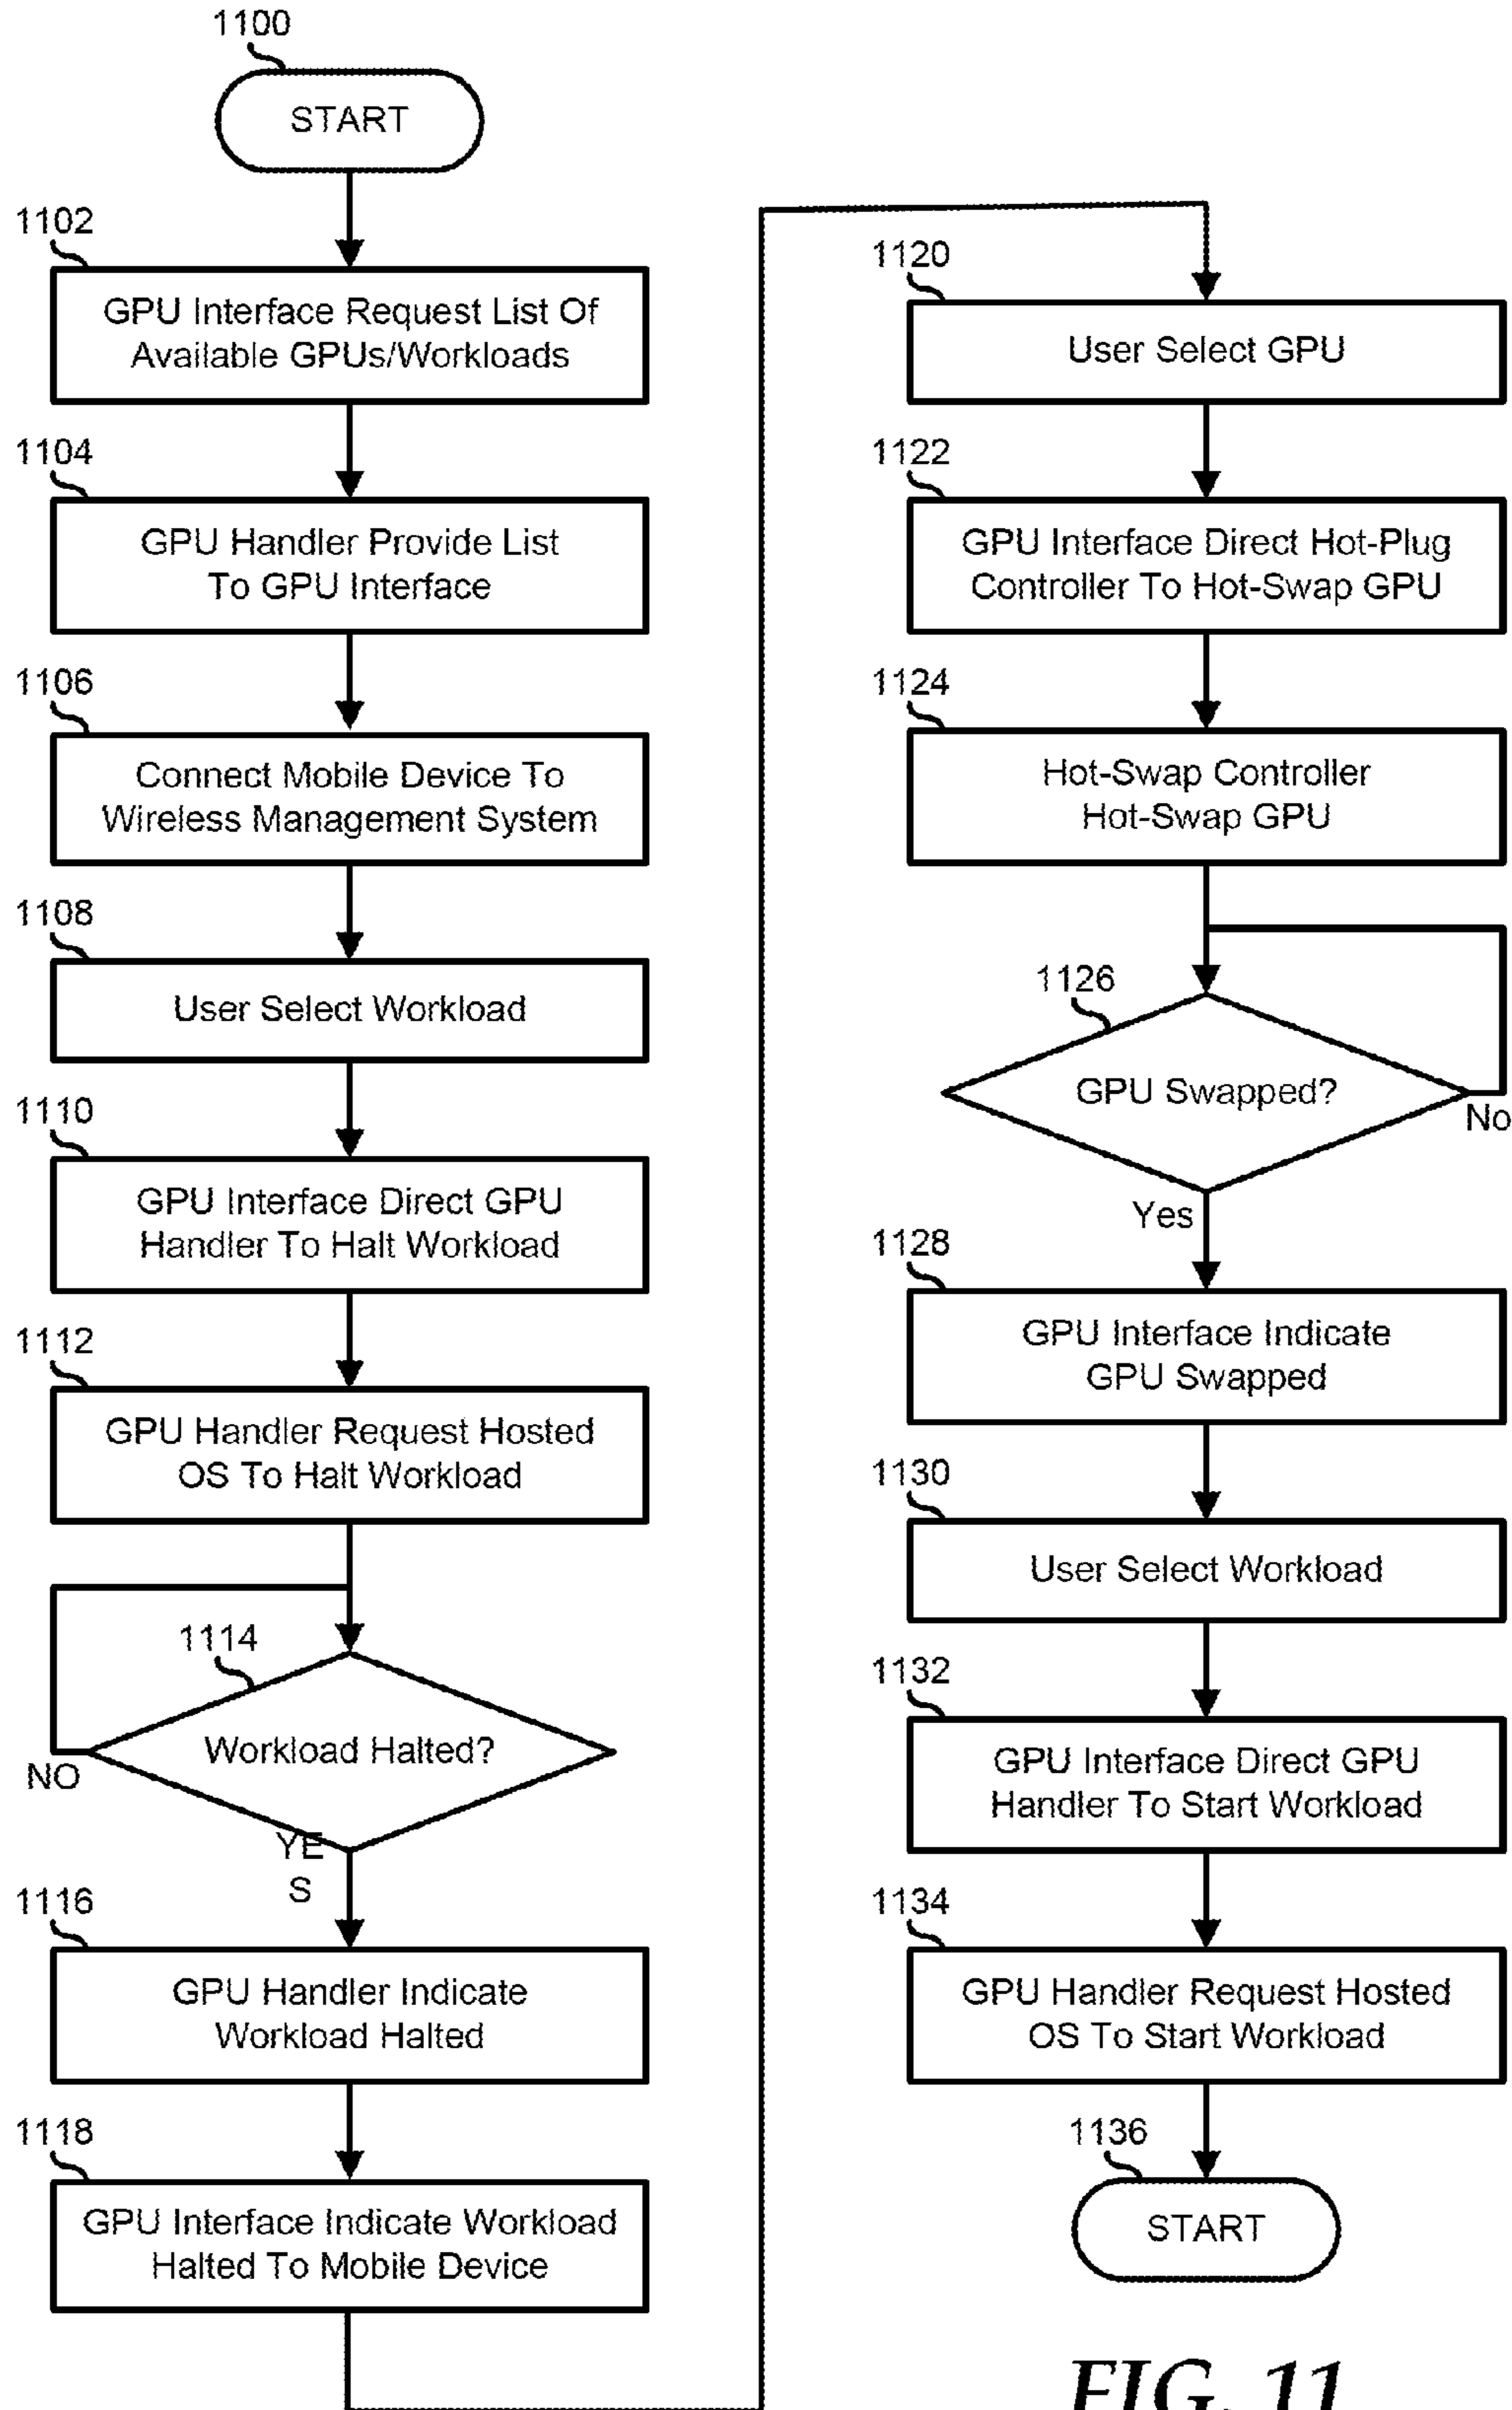 1100
START
1102
GPU Interface Request List Of
Available GPUs/Workloads
1104
GPU Handler Provide List
To GPU Interface
1106
Connect Mobile Device To
Wireless Management System
1108
User Select Workload
1110
GPU Interface Direct GPU
Handler To Halt Workload
1112
GPU Handler Request Hosted
OS To Halt Workload
1114
Workload Halted?
NO
YE
S
1116
GPU Handler Indicate
Workload Halted
1118
GPU Interface Indicate Workload
Halted To Mobile Device
1120
User Select GPU
1122
GPU Interface Direct Hot-Plug
Controller To Hot-Swap GPU
1124
Hot-Swap Controller
Hot-Swap GPU
1126
GPU Swapped?
No
Yes
1128
GPU Interface Indicate
GPU Swapped
1130
User Select Workload
1132
GPU Interface Direct GPU
Handler To Start Workload
1134
GPU Handler Request Hosted
OS To Start Workload
1136
START
FIG. 11